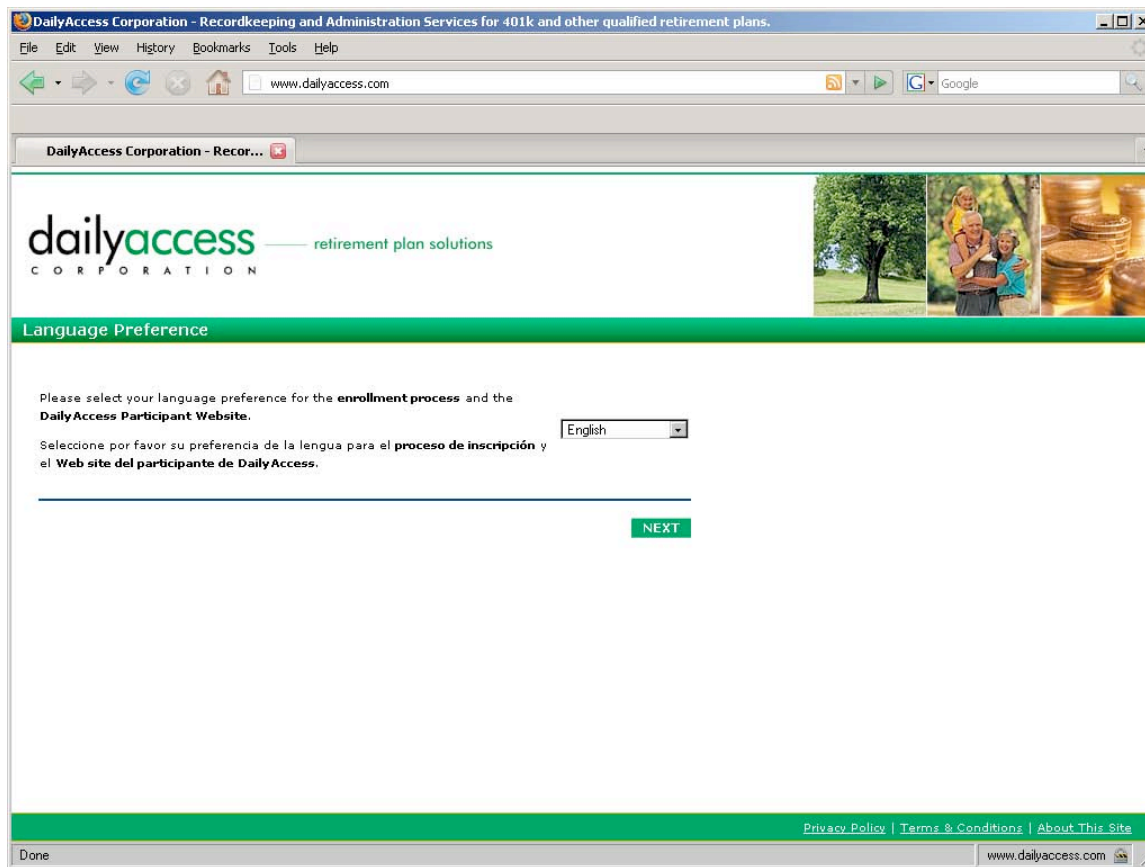 DailyAccess Corporation - Recordkeeping and Administration Services for 401k and other qualified retirement plans.
File Edit View History Bookmarks Tools Help
www.dailyaccess.com
G Google
DailyAccess Corporation - Recor...
dailyaccess
CORPORATION
retirement plan solutions
Language Preference
Please select your language preference for the enrollment process and the
DailyAccess Participant Website.
Seleccione por favor su preferencia de la lengua para el proceso de inscripción y
el Web site del participante de DailyAccess.
English
NEXT
Privacy Policy | Terms & Conditions | About This Site
Done
www.dailyaccess.com